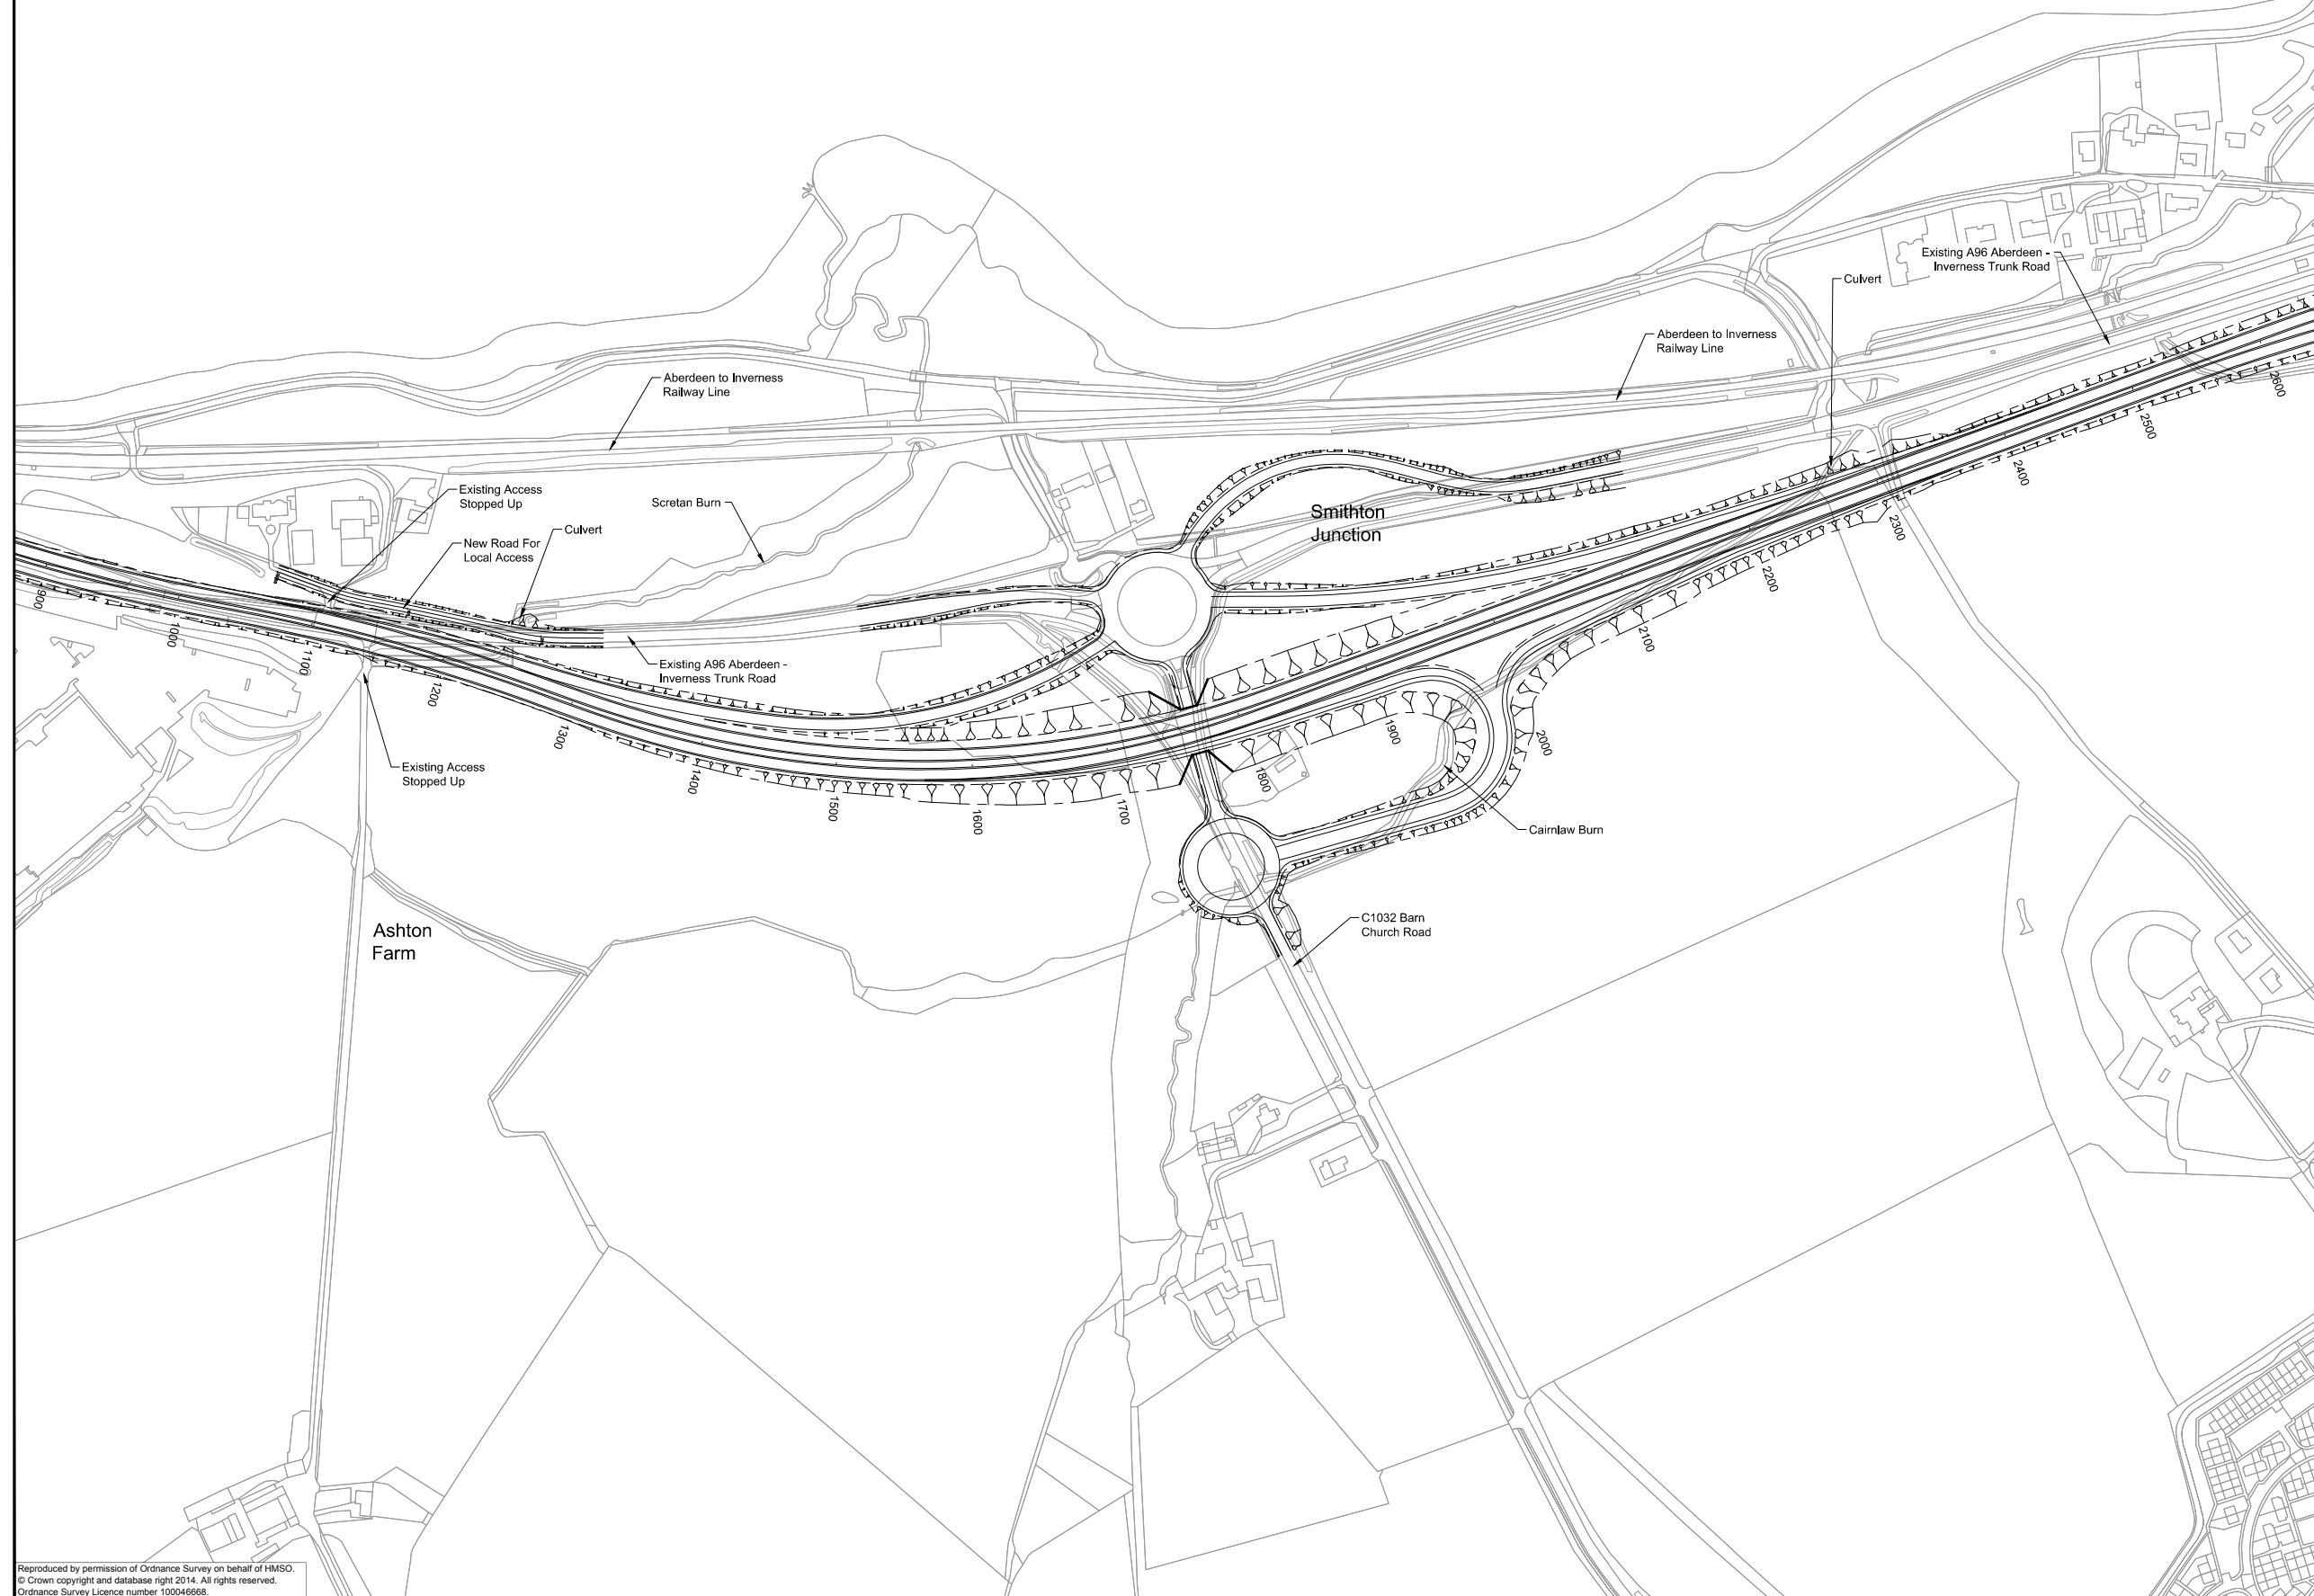 Existing A96 Aberdeen -
Inverness Trunk Road
Culvert
Aberdeen to Inverness
Railway Line
Aberdeen to Inverness
Railway Line
Existing Access
Stopped Up
Scretan Burn
Smithton
Junction
Culvert
New Road For
Local Access
Existing A96 Aberdeen -
Inverness Trunk Road
Existing Access
Stopped Up
900
1000
1100
1200
1300
1400
1500
1600
1700
1800
1900
2000
2100
2200
2300
2400
2500
2600
Cairnlaw Burn
C1032 Barn
Church Road
Ashton
Farm
Reproduced by permission of Ordnance Survey on behalf of HMSO.
© Crown copyright and database right 2014. All rights reserved.
Ordnance Survey Licence number 100046668.